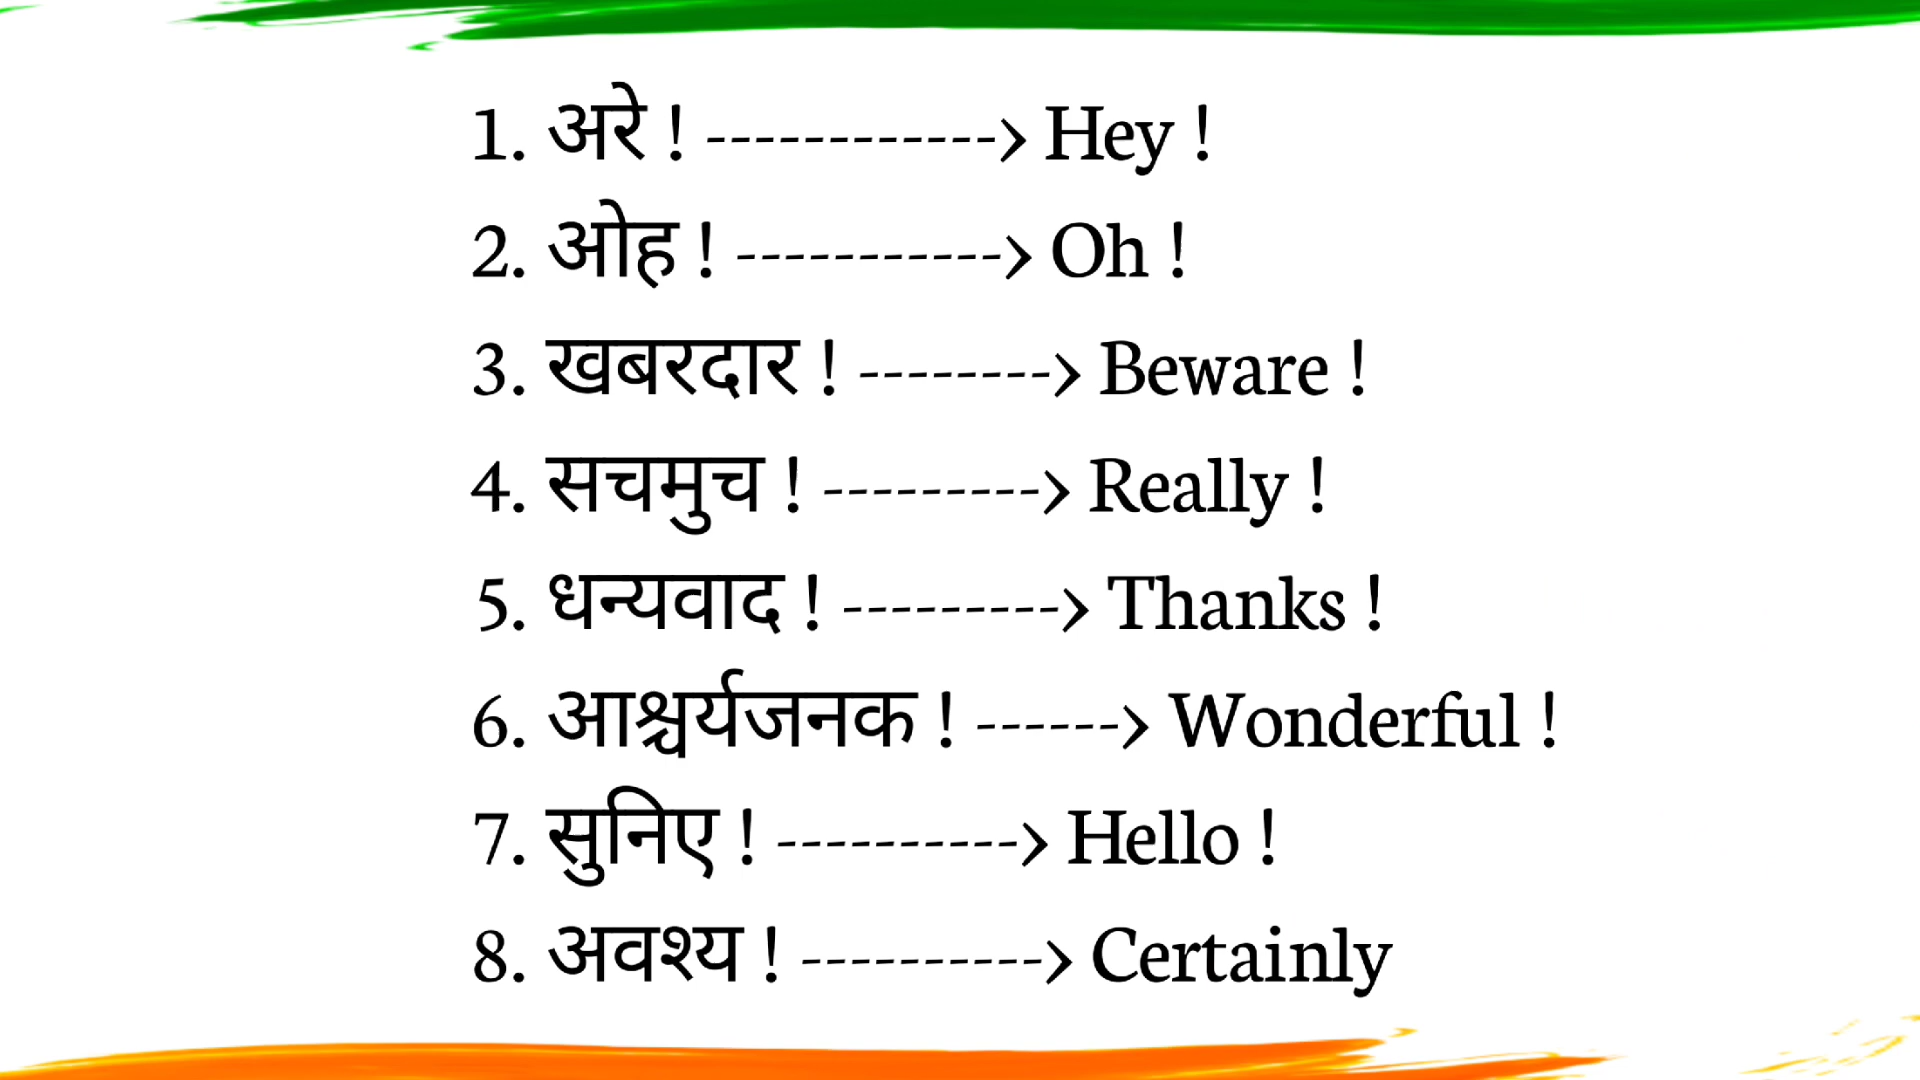 1. अरे ! ------------> Hey !
2. ओह ! -----------> Oh !
3. खबरदार ! --------> Beware !
4. सचमुच ! ---------> Really !
5. धन्यवाद ! ---------> Thanks !
6. आश्चर्यजनक ! ------> Wonderful !
7. सुनिए ! ----------> Hello !
8. अवश्य ! ----------> Certainly